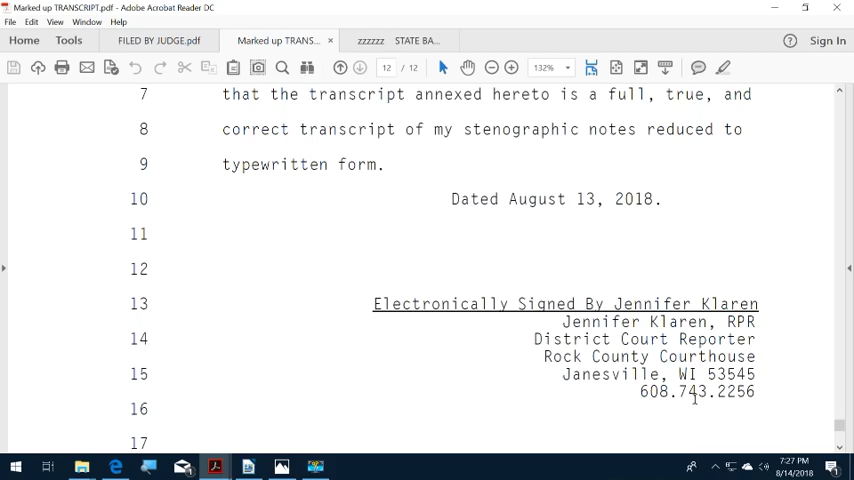 Marked up TRANSCRIPT.pdf - Adobe Acrobat Reader DC
File Edit View Window Help
Home Tools FILED BY JUDGE.pdf Marked up TRANS... × zzzzzz STATE BA... Sign In
12 / 12 132%
7 that the transcript annexed hereto is a full, true, and
8 correct transcript of my stenographic notes reduced to
9 typewritten form.
10 Dated August 13, 2018.
11
12
13 Electronically Signed By Jennifer Klaren
Jennifer Klaren, RPR
14 District Court Reporter
Rock County Courthouse
15 Janesville, WI 53545
608.743.2256
16
17
7:27 PM
8/14/2018